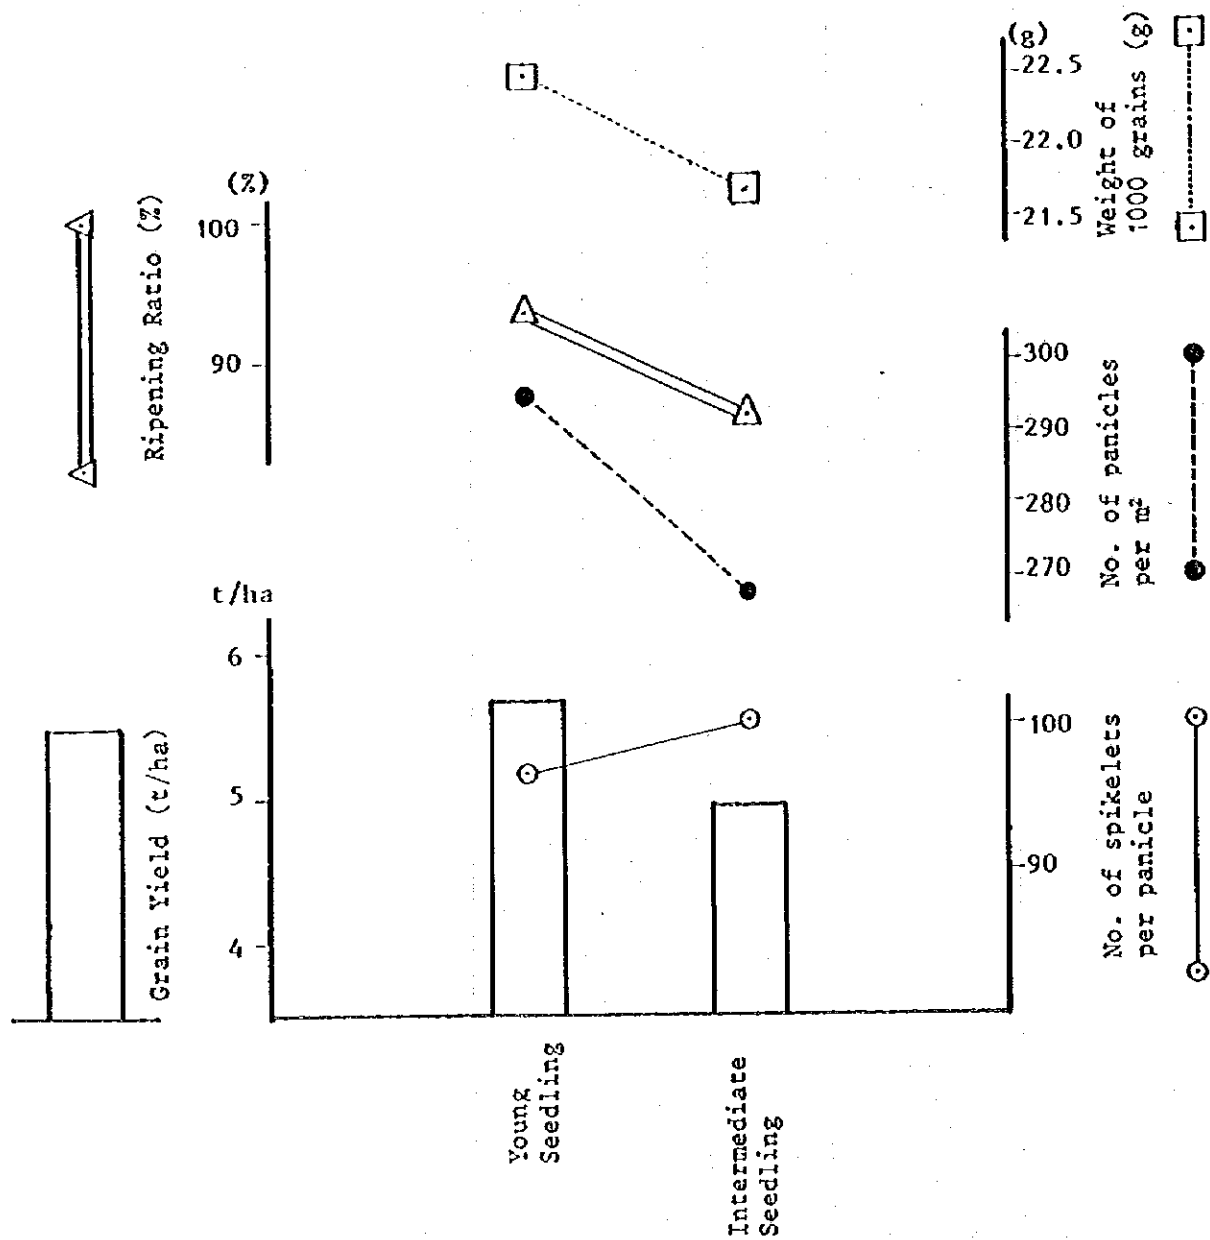 (%)
100
90
Ripening Ratio (%)
t/ha
6
5
4
Grain Yield (t/ha)
(g)
22.5
22.0
21.5
Weight of
1000 grains (g)
300
290
280
270
No. of panicles
per m²
100
90
No. of spikelets
per panicle
Young
Seedling
Intermediate
Seedling